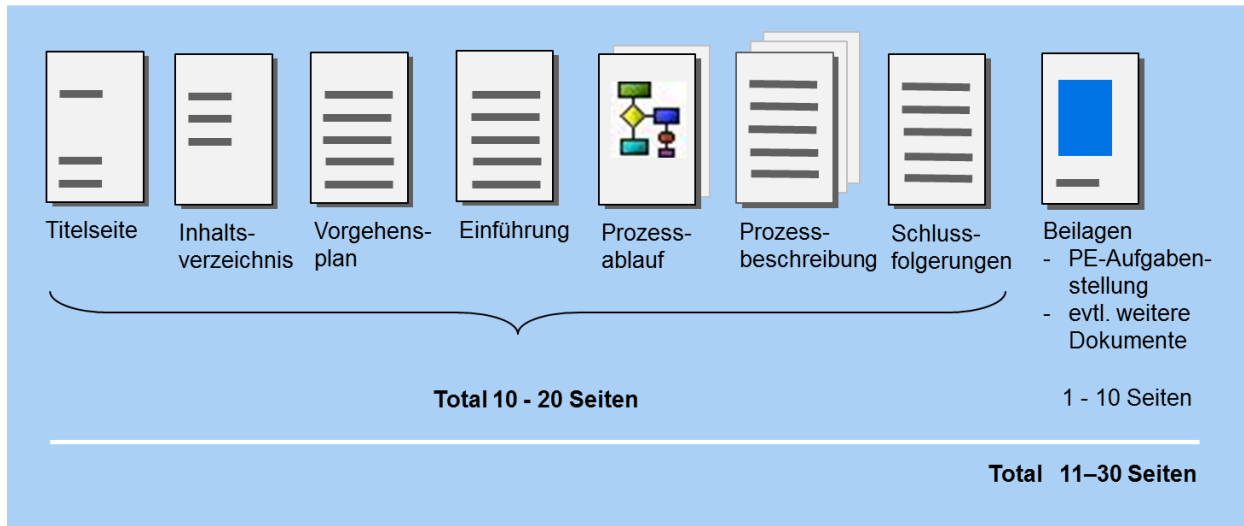 Titelseite
Inhalts-
verzeichnis
Vorgehens-
plan
Einführung
Prozess-
ablauf
Prozess-
beschreibung
Schluss-
folgerungen
Beilagen
- PE-Aufgaben-
stellung
- evtl. weitere
Dokumente
Total 10 - 20 Seiten
1 - 10 Seiten
Total 11–30 Seiten